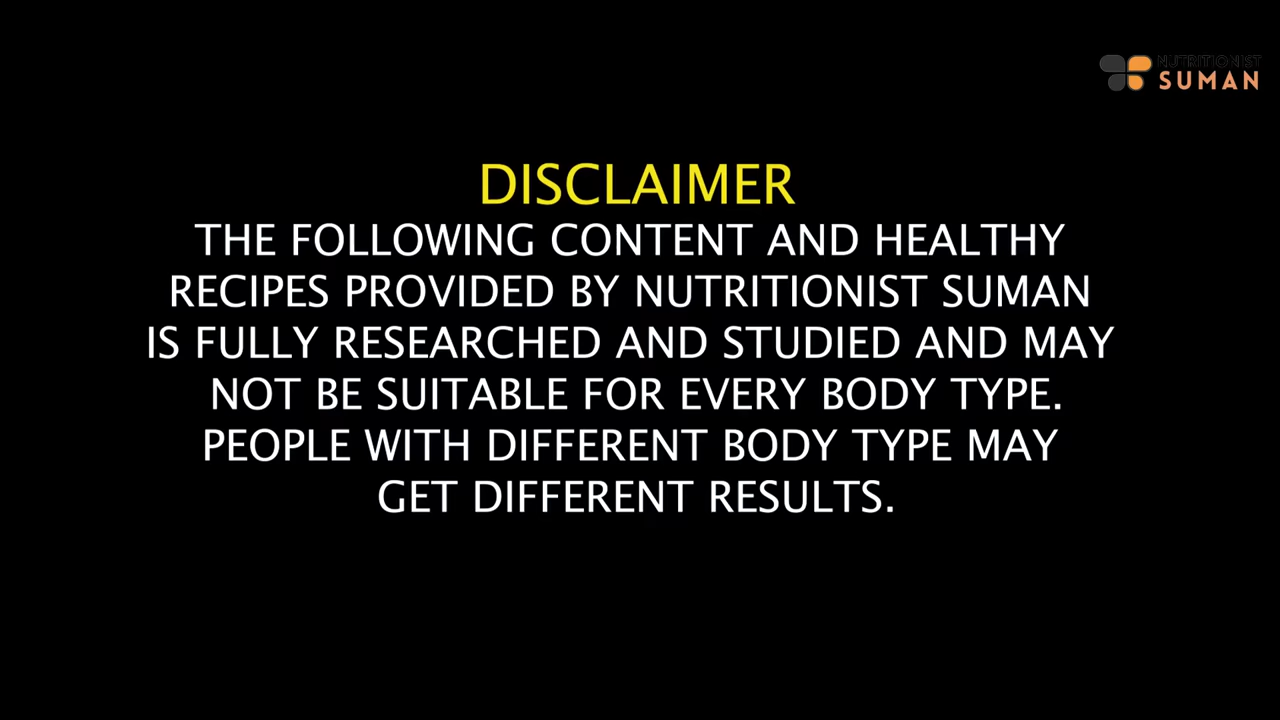 NUTRITIONIST
SUMAN
DISCLAIMER
THE FOLLOWING CONTENT AND HEALTHY
RECIPES PROVIDED BY NUTRITIONIST SUMAN
IS FULLY RESEARCHED AND STUDIED AND MAY
NOT BE SUITABLE FOR EVERY BODY TYPE.
PEOPLE WITH DIFFERENT BODY TYPE MAY
GET DIFFERENT RESULTS.